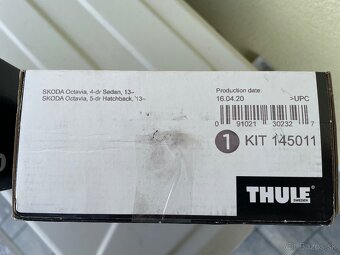 SKODA Octavia, 4-dr Sedan, 13–
SKODA Octavia, 5-dr Hatchback, 13–
Production date:
16.04.20
>UPC
0 91021 30232 7
1 KIT 145011
THULE
SWEDEN